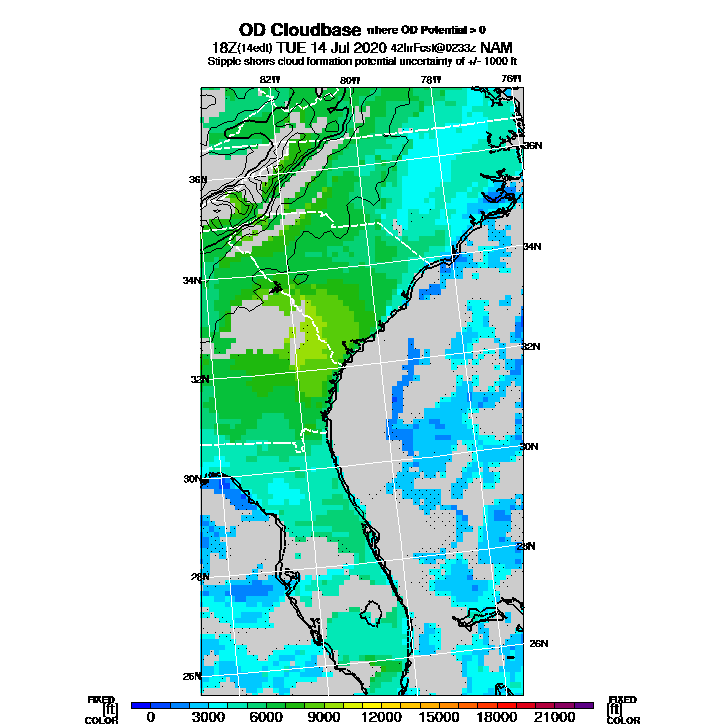 OD Cloudbase where OD Potential > 0
18Z(14edt) TUE 14 Jul 2020 42hrFcst@0233z NAM
Stipple shows cloud formation potential uncertainty of +/- 1000 ft
82W 80W 78W 76W
36N 36N
34N 34N
32N 32N
30N 30N
28N 28N
26N 26N
FIXED FIXED
[ft] [ft]
COLOR 0 3000 6000 9000 12000 15000 18000 21000 COLOR